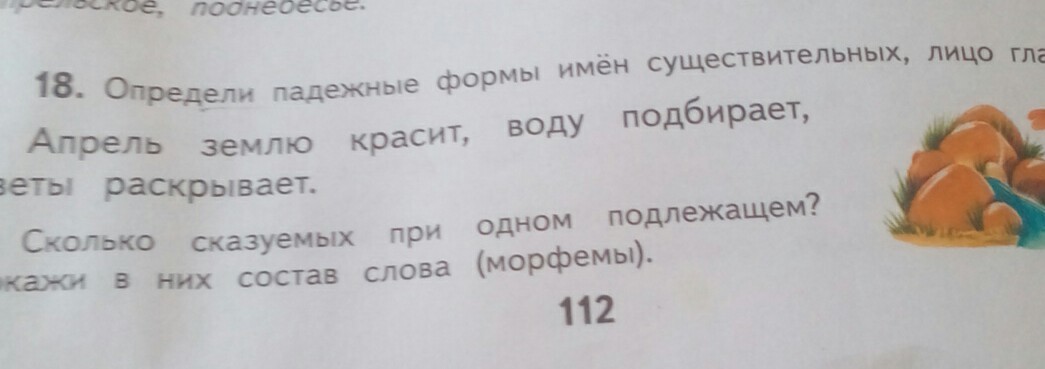 поднебесье.
18. Определи падежные формы имён существительных, лицо
Апрель землю красит, воду подбирает,
раскрывает.
Сколько сказуемых при одном подлежащем?
в них состав слова (морфемы).
112